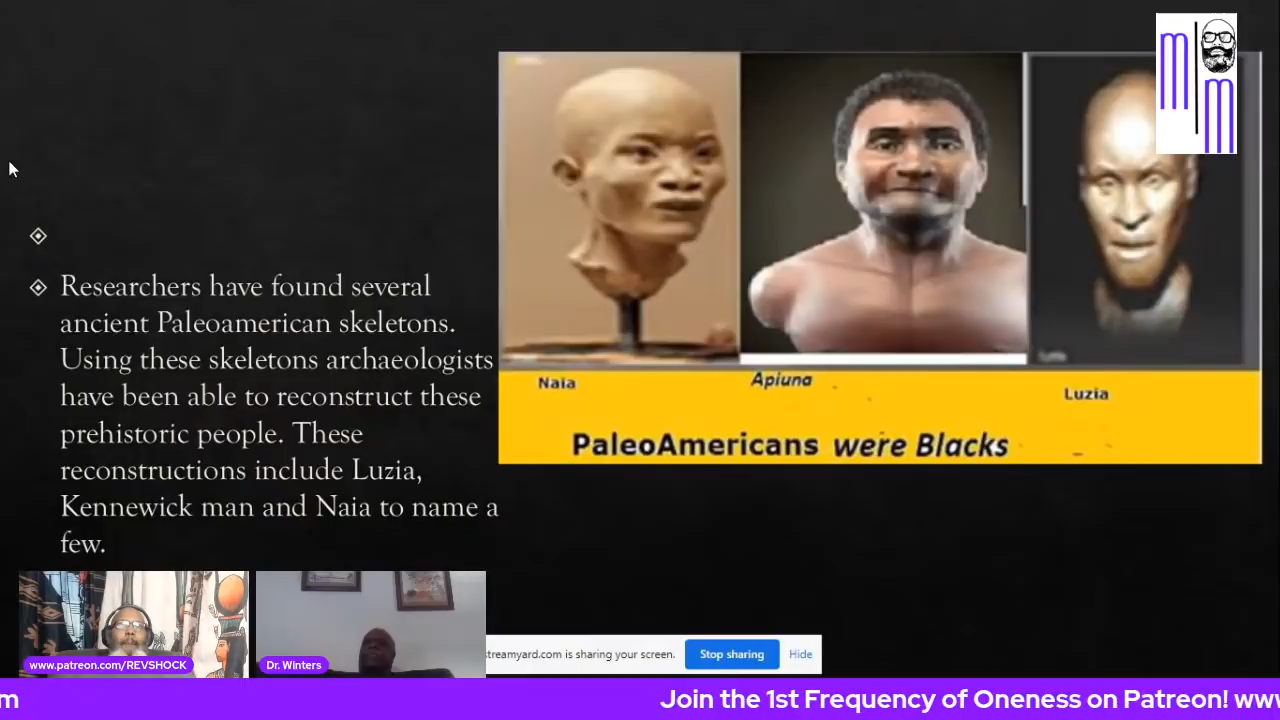 m
m
Researchers have found several
ancient Paleoamerican skeletons.
Using these skeletons archaeologists
have been able to reconstruct these
prehistoric people. These
reconstructions include Luzia,
Kennewick man and Naia to name a
few.
Naïa
Apiuna
Luzia
PaleoAmericans were Blacks
www.patreon.com/REVSHOCK
Dr. Winters
streamyard.com is sharing your screen.
Stop sharing
Hide
m
Join the 1st Frequency of Oneness on Patreon! www